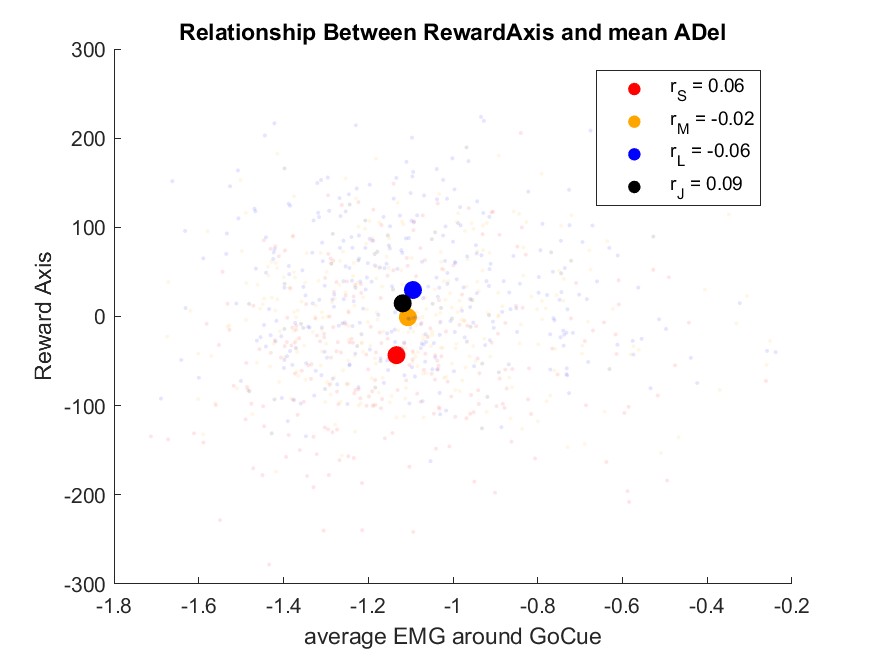 Relationship Between RewardAxis and mean ADel
300
200
100
0
-100
-200
-300
Reward Axis
r_S = 0.06
r_M = -0.02
r_L = -0.06
r_J = 0.09
-1.8 -1.6 -1.4 -1.2 -1 -0.8 -0.6 -0.4 -0.2
average EMG around GoCue